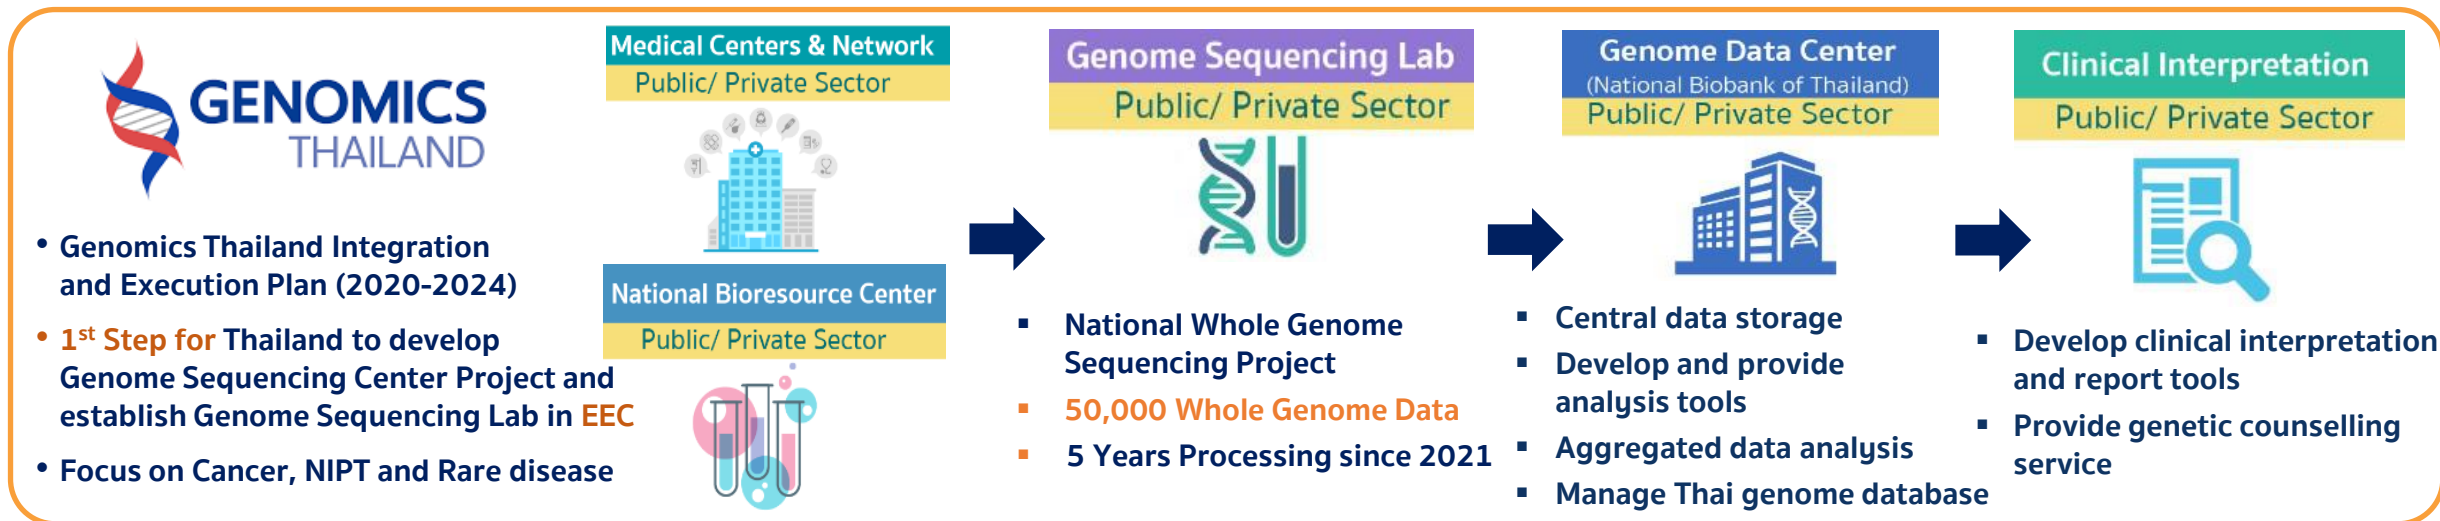 GENOMICS
THAILAND
• Genomics Thailand Integration
and Execution Plan (2020-2024)
• 1st Step for Thailand to develop
Genome Sequencing Center Project and
establish Genome Sequencing Lab in EEC
• Focus on Cancer, NIPT and Rare disease
Medical Centers & Network
Public/ Private Sector
National Bioresource Center
Public/ Private Sector
Genome Sequencing Lab
Public/ Private Sector
▪ National Whole Genome
Sequencing Project
▪ 50,000 Whole Genome Data
▪ 5 Years Processing since 2021
Genome Data Center
(National Biobank of Thailand)
Public/ Private Sector
▪ Central data storage
▪ Develop and provide
analysis tools
▪ Aggregated data analysis
▪ Manage Thai genome database
Clinical Interpretation
Public/ Private Sector
▪ Develop clinical interpretation
and report tools
▪ Provide genetic counselling
service